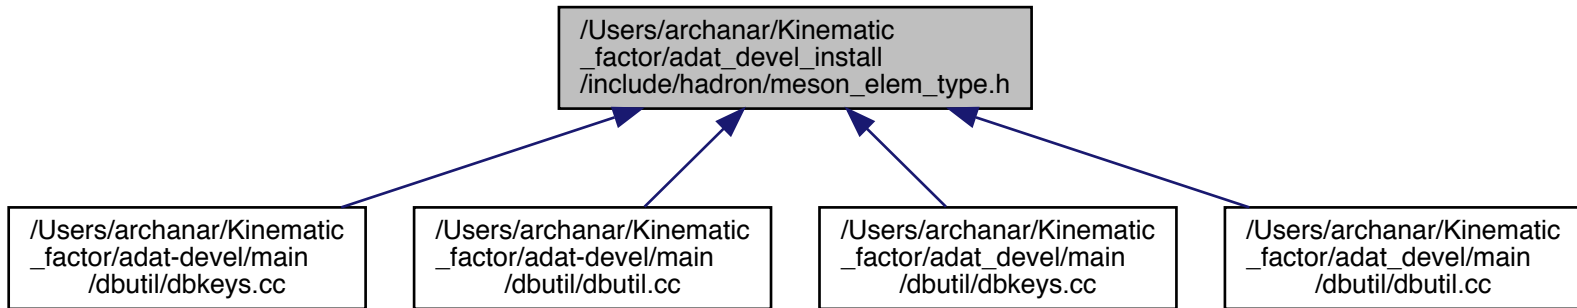 /Users/archanar/Kinematic
_factor/adat_devel_install
/include/hadron/meson_elem_type.h
/Users/archanar/Kinematic
_factor/adat-devel/main
/dbutil/dbkeys.cc
/Users/archanar/Kinematic
_factor/adat-devel/main
/dbutil/dbutil.cc
/Users/archanar/Kinematic
_factor/adat_devel/main
/dbutil/dbkeys.cc
/Users/archanar/Kinematic
_factor/adat_devel/main
/dbutil/dbutil.cc